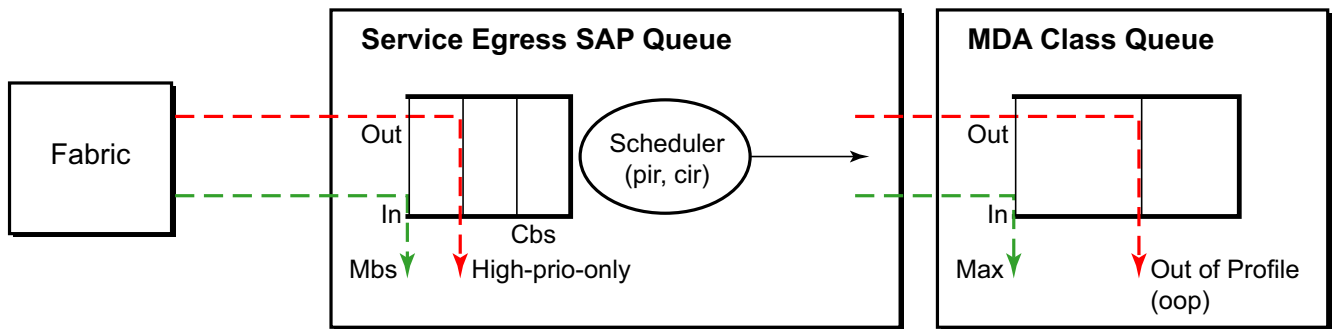 Service Egress SAP Queue
MDA Class Queue
Fabric
Out
In
Cbs
Mbs
High-prio-only
Scheduler
(pir, cir)
Out
In
Max
Out of Profile
(oop)